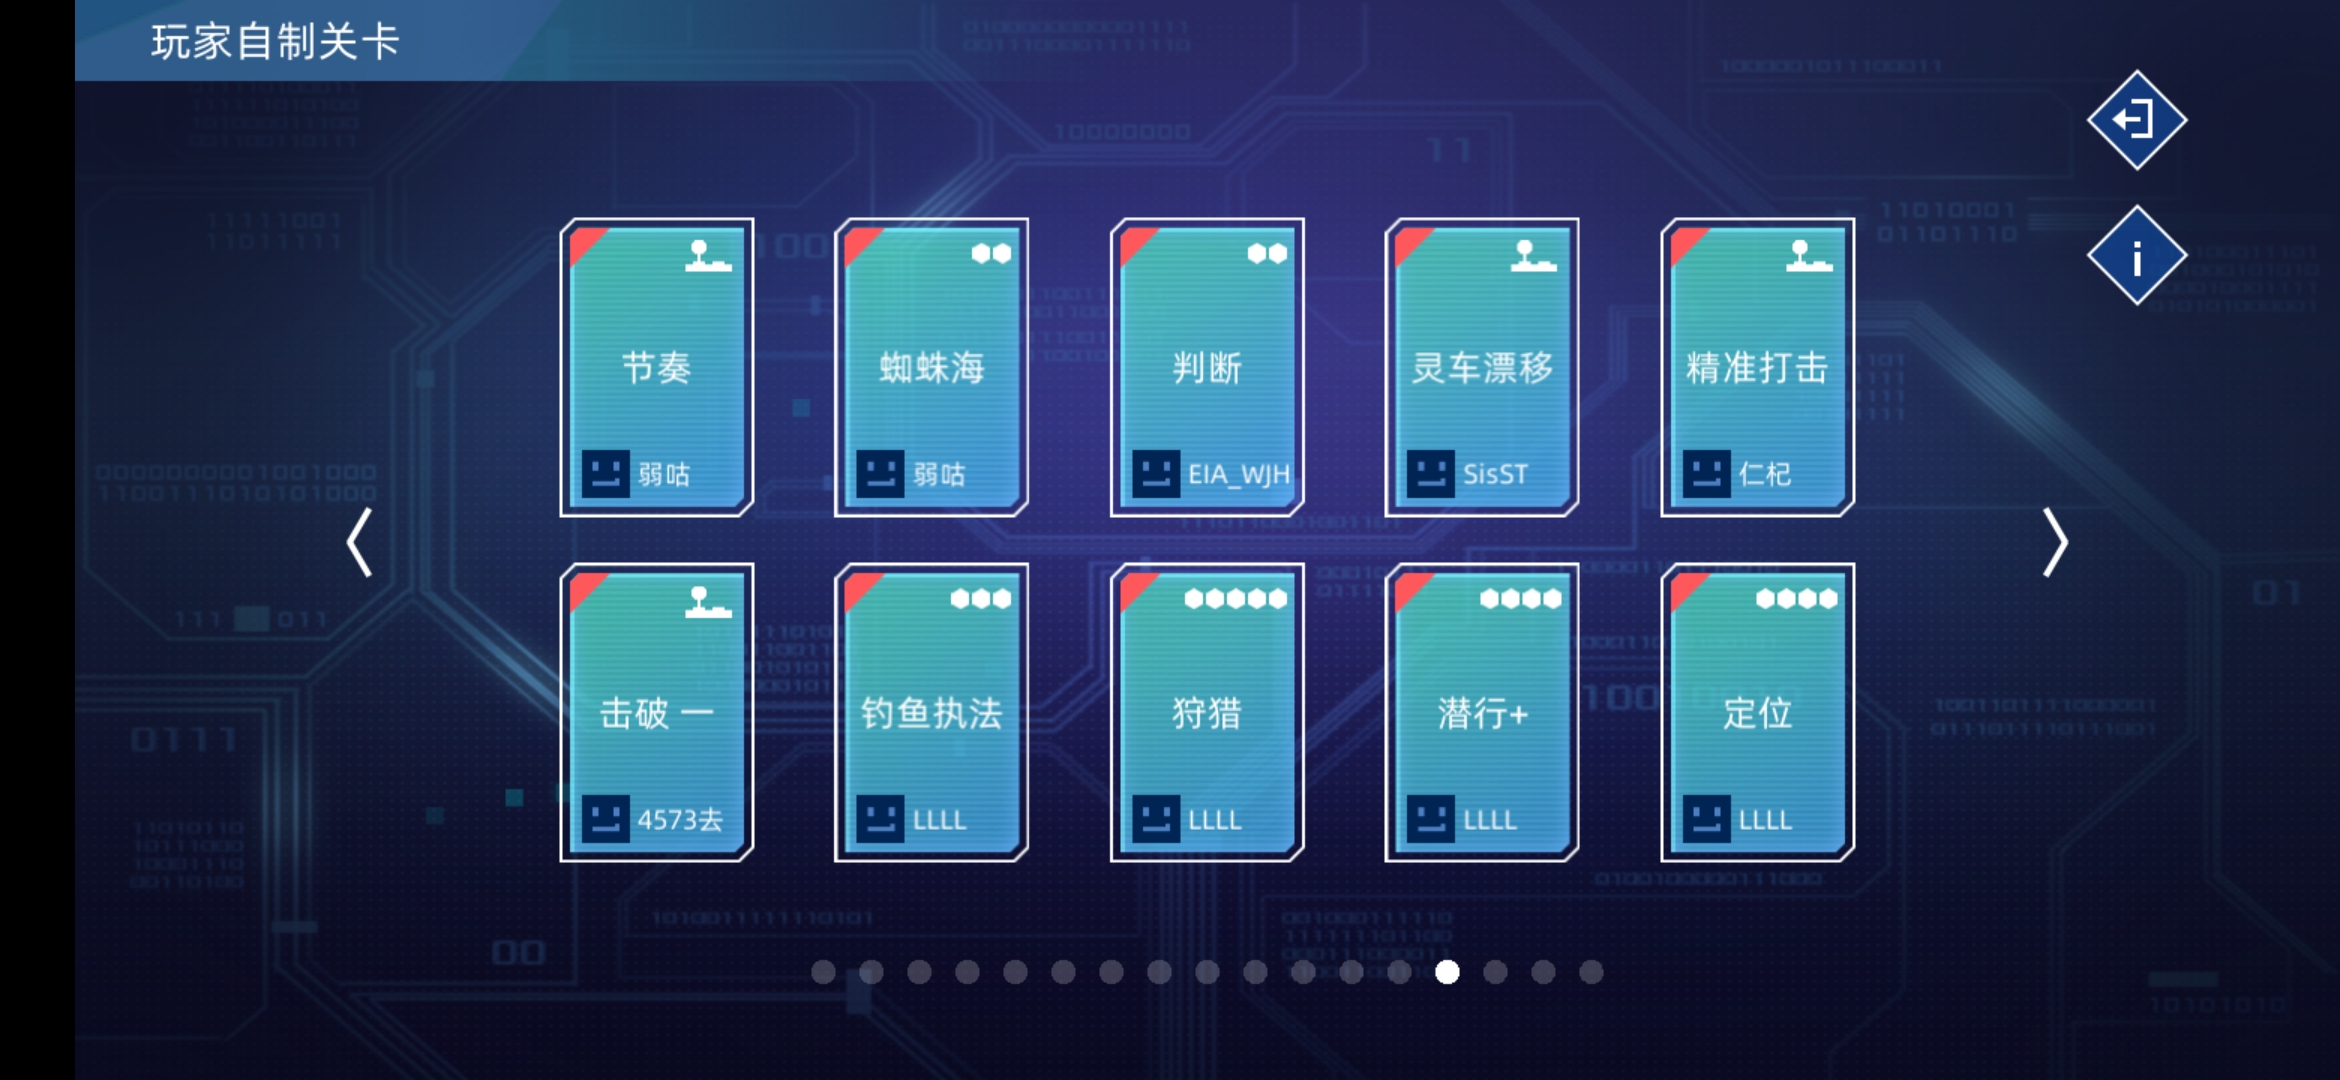 玩家自制关卡
节奏
弱咕
蜘蛛海
弱咕
判断
EIA_WJH
灵车漂移
SisST
精准打击
仁杞
击破 一
4573去
钓鱼执法
LLLL
狩猎
LLLL
潜行+
LLLL
定位
LLLL